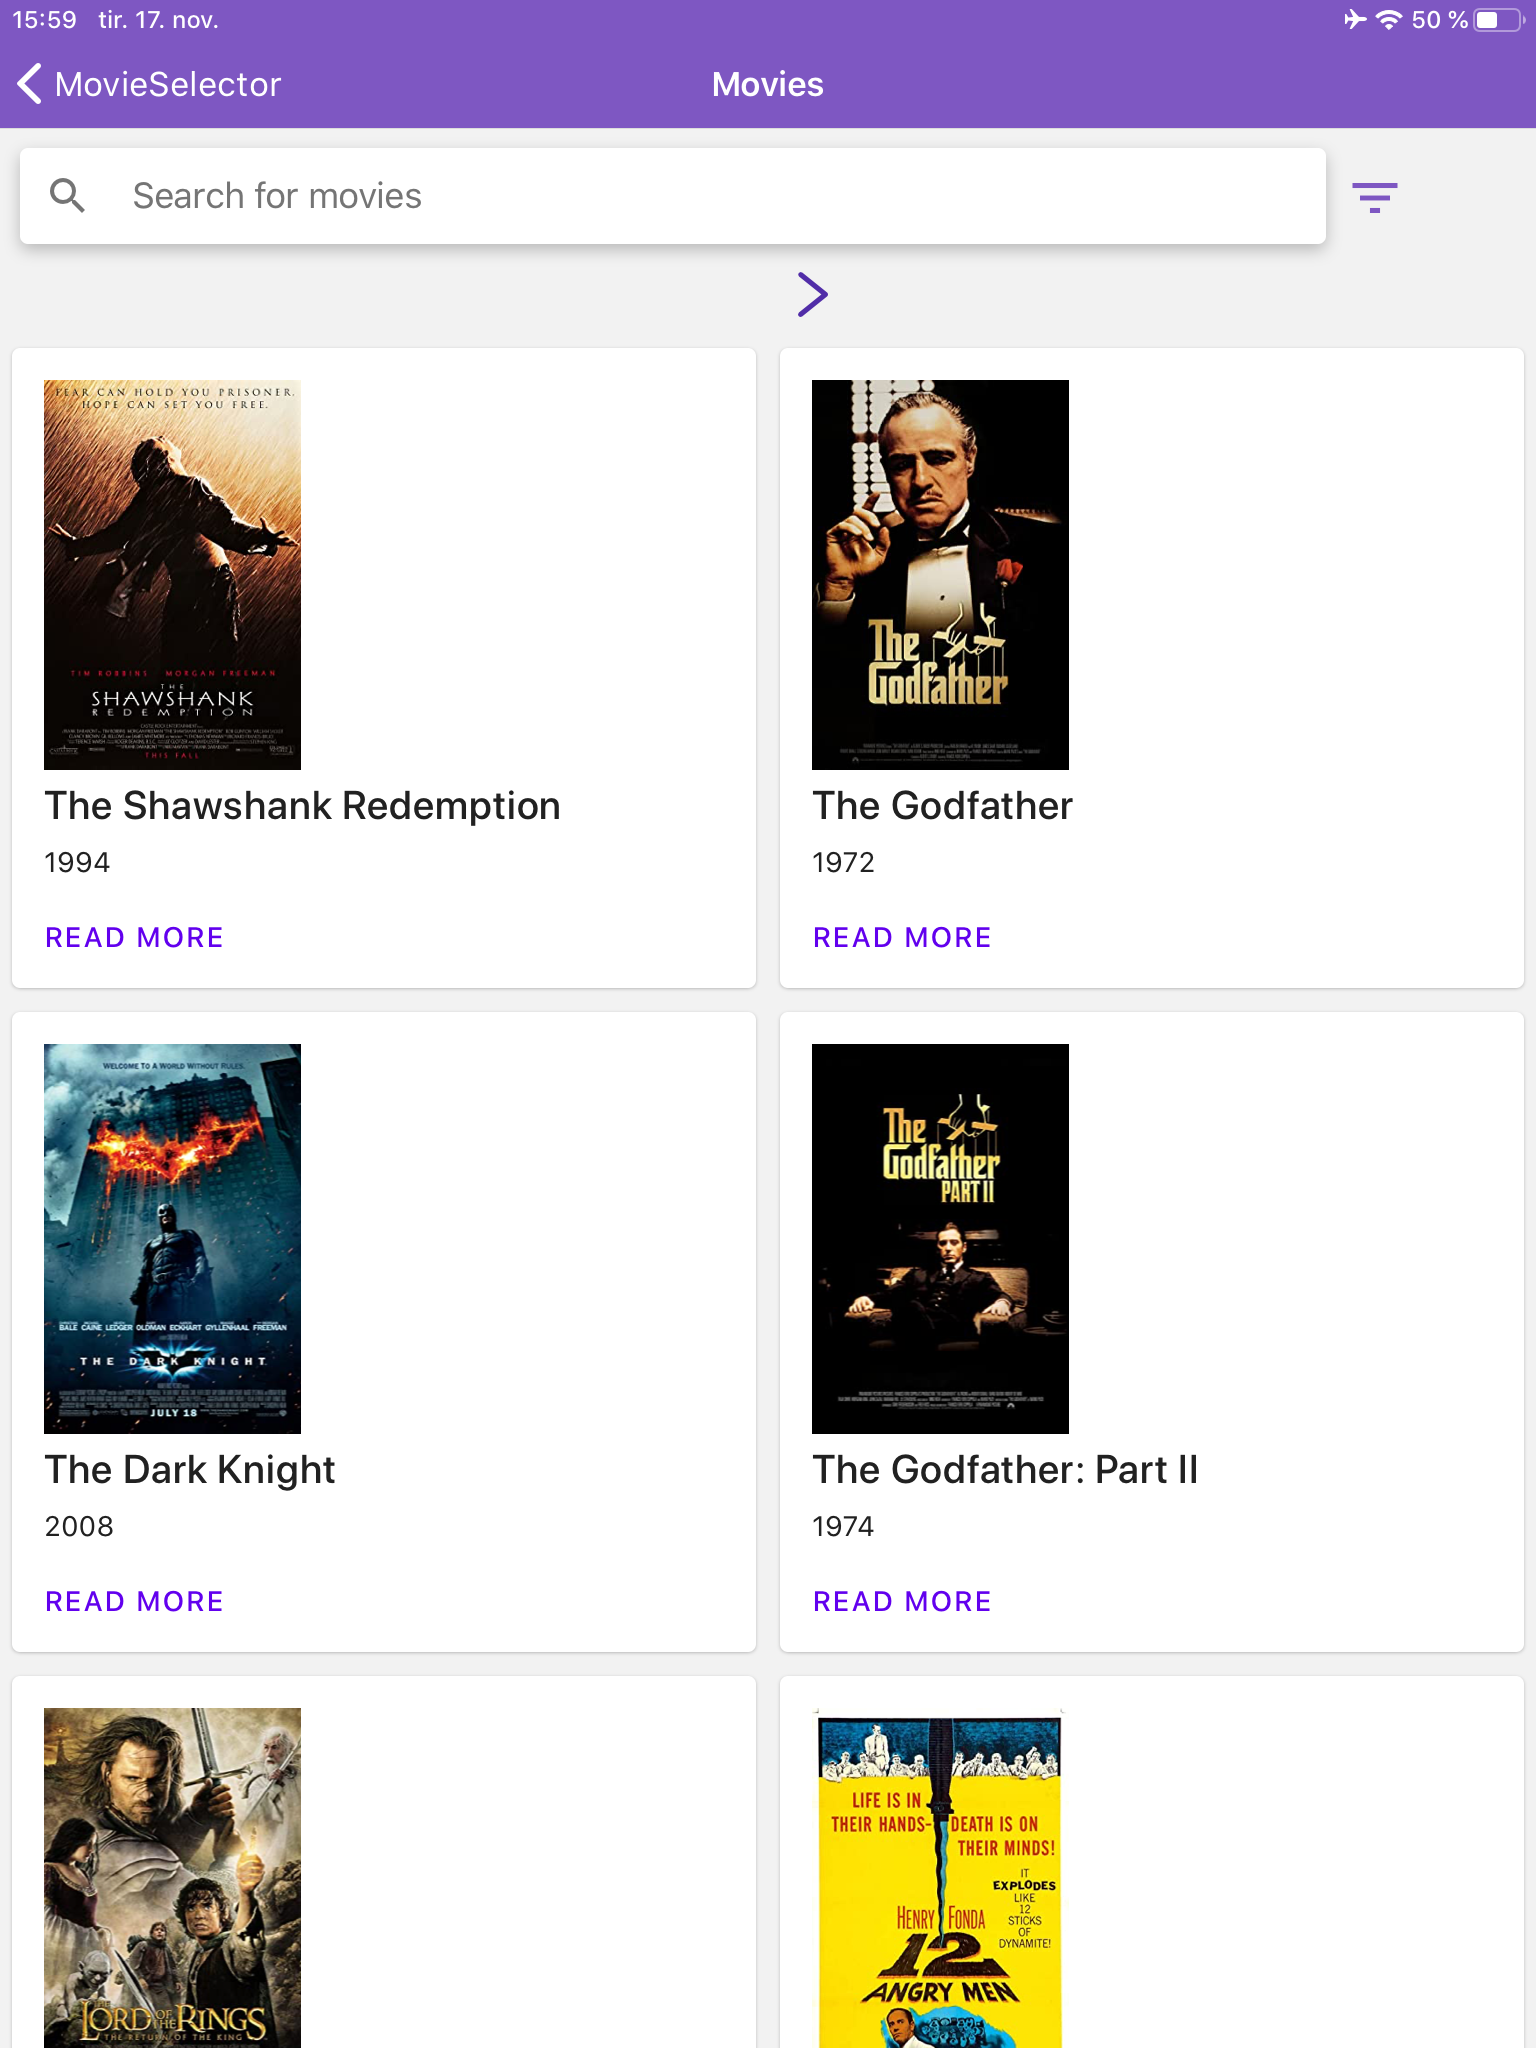 15:59 tir. 17. nov.
50 %
MovieSelector
Movies
Search for movies
FEAR CAN HOLD YOU PRISONER.
HOPE CAN SET YOU FREE.
TIM ROBBINS MORGAN FREEMAN
THE
SHAWSHANK
REDEMPTION
THIS FALL
The Shawshank Redemption
1994
READ MORE
The
Godfather
The Godfather
1972
READ MORE
WELCOME TO A WORLD WITHOUT RULES.
BALE CAINE LEDGER OLDMAN ECKHART GYLLENHAAL FREEMAN
THE DARK KNIGHT
JULY 18
The Dark Knight
2008
READ MORE
The
Godfather
PART II
The Godfather: Part II
1974
READ MORE
THE
LORD OF THE RINGS
THE RETURN OF THE KING
LIFE IS IN
THEIR HANDS-
DEATH IS ON
THEIR MINDS!
IT
EXPLODES
LIKE
12
STICKS
OF
DYNAMITE!
HENRY FONDA
12
ANGRY MEN